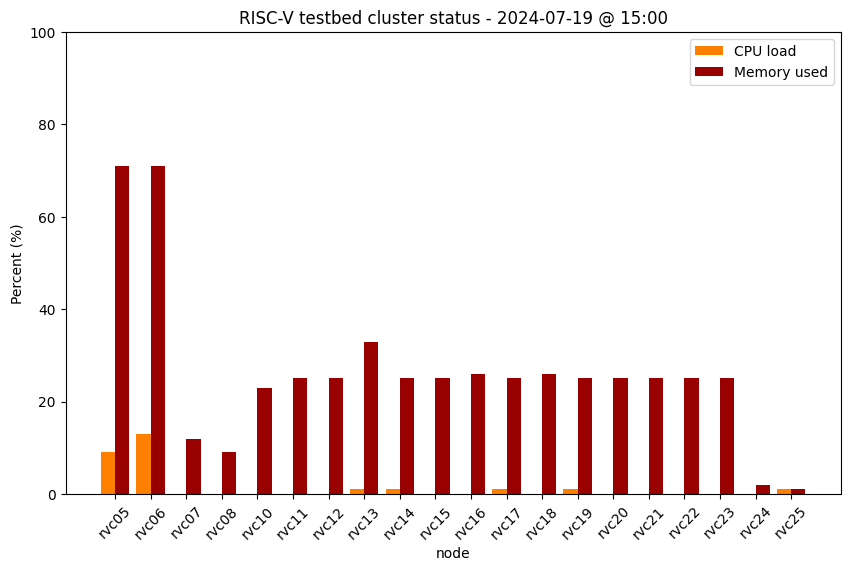 RISC-V testbed cluster status - 2024-07-19 @ 15:00
CPU load
Memory used
Percent (%)
100
80
60
40
20
0
rvc05
rvc06
rvc07
rvc08
rvc10
rvc11
rvc12
rvc13
rvc14
rvc15
rvc16
rvc17
rvc18
rvc19
rvc20
rvc21
rvc22
rvc23
rvc24
rvc25
node